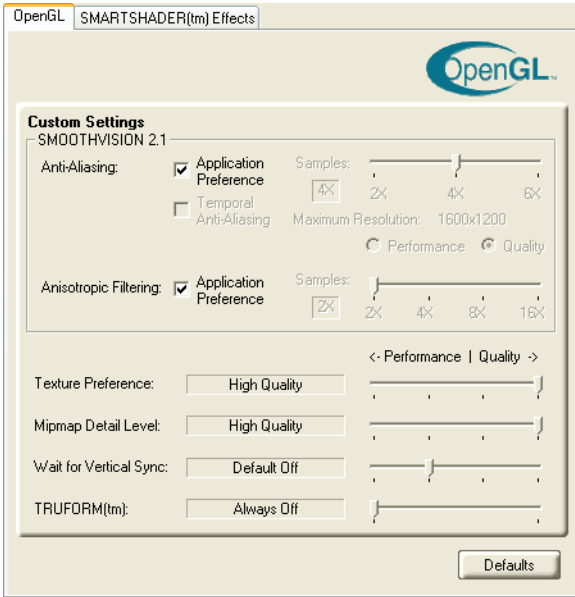 OpenGL SMARTSHADER(tm) Effects
OpenGL™
Custom Settings
SMOOTHVISION 2.1
Anti-Aliasing: Application Preference Samples: 4X 2X 4X 6X
Temporal Anti-Aliasing Maximum Resolution: 1600x1200
Performance Quality
Anisotropic Filtering: Application Preference Samples: 2X 2X 4X 8X 16X
<- Performance | Quality ->
Texture Preference: High Quality
Mipmap Detail Level: High Quality
Wait for Vertical Sync: Default Off
TRUFORM(tm): Always Off
Defaults